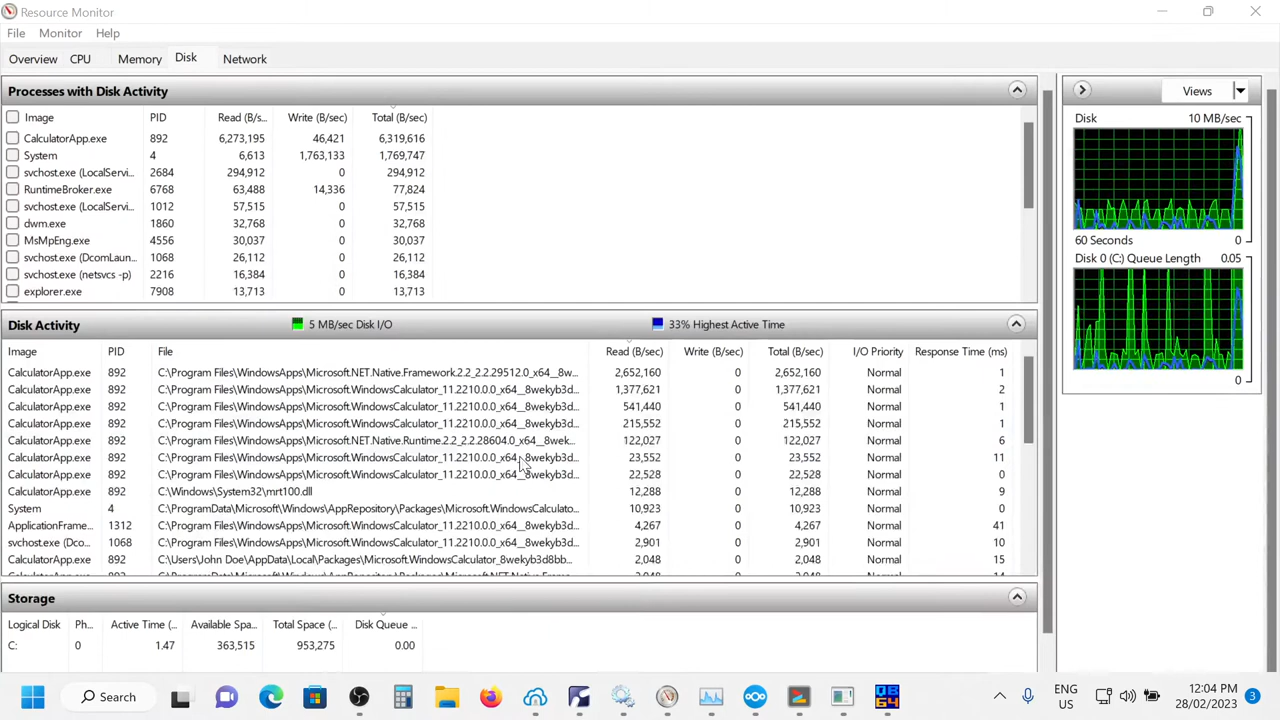 Resource Monitor
File Monitor Help
Overview CPU Memory Disk Network
Processes with Disk Activity
Image PID Read (B/s... Write (B/sec) Total (B/sec)
CalculatorApp.exe 892 6,273,195 46,421 6,319,616
System 4 6,613 1,763,133 1,769,747
svchost.exe (LocalServi... 2684 294,912 0 294,912
RuntimeBroker.exe 6768 63,488 14,336 77,824
svchost.exe (LocalServi... 1012 57,515 0 57,515
dwm.exe 1860 32,768 0 32,768
MsMpEng.exe 4556 30,037 0 30,037
svchost.exe (DcomLaun... 1068 26,112 0 26,112
svchost.exe (netsvcs -p) 2216 16,384 0 16,384
explorer.exe 7908 13,713 0 13,713
Disk Activity 5 MB/sec Disk I/O 33% Highest Active Time
Image PID File Read (B/sec) Write (B/sec) Total (B/sec) I/O Priority Response Time (ms)
CalculatorApp.exe 892 C:\Program Files\WindowsApps\Microsoft.NET.Native.Framework.2.2_2.2.29512.0_x64__8w... 2,652,160 0 2,652,160 Normal 1
CalculatorApp.exe 892 C:\Program Files\WindowsApps\Microsoft.WindowsCalculator_11.2210.0.0_x64__8wekyb3d... 1,377,621 0 1,377,621 Normal 2
CalculatorApp.exe 892 C:\Program Files\WindowsApps\Microsoft.WindowsCalculator_11.2210.0.0_x64__8wekyb3d... 541,440 0 541,440 Normal 1
CalculatorApp.exe 892 C:\Program Files\WindowsApps\Microsoft.WindowsCalculator_11.2210.0.0_x64__8wekyb3d... 215,552 0 215,552 Normal 1
CalculatorApp.exe 892 C:\Program Files\WindowsApps\Microsoft.NET.Native.Runtime.2.2_2.2.28604.0_x64__8wek... 122,027 0 122,027 Normal 6
CalculatorApp.exe 892 C:\Program Files\WindowsApps\Microsoft.WindowsCalculator_11.2210.0.0_x64__8wekyb3d... 23,552 0 23,552 Normal 11
CalculatorApp.exe 892 C:\Program Files\WindowsApps\Microsoft.WindowsCalculator_11.2210.0.0_x64__8wekyb3d... 22,528 0 22,528 Normal 0
CalculatorApp.exe 892 C:\Windows\System32\mrt100.dll 12,288 0 12,288 Normal 9
System 4 C:\ProgramData\Microsoft\Windows\AppRepository\Packages\Microsoft.WindowsCalculato... 10,923 0 10,923 Normal 0
ApplicationFrame... 1312 C:\Program Files\WindowsApps\Microsoft.WindowsCalculator_11.2210.0.0_x64__8wekyb3d... 4,267 0 4,267 Normal 41
svchost.exe (Dco... 1068 C:\Program Files\WindowsApps\Microsoft.WindowsCalculator_11.2210.0.0_x64__8wekyb3d... 2,901 0 2,901 Normal 10
CalculatorApp.exe 892 C:\Users\John Doe\AppData\Local\Packages\Microsoft.WindowsCalculator_8wekyb3d8bb... 2,048 0 2,048 Normal 15
Storage
Logical Disk Ph... Active Time (... Available Spa... Total Space (... Disk Queue ...
C: 0 1.47 363,515 953,275 0.00
Views
Disk 10 MB/sec
60 Seconds 0
Disk 0 (C:) Queue Length 0.05
0
Search
QB
64
ENG
US
12:04 PM
28/02/2023
3